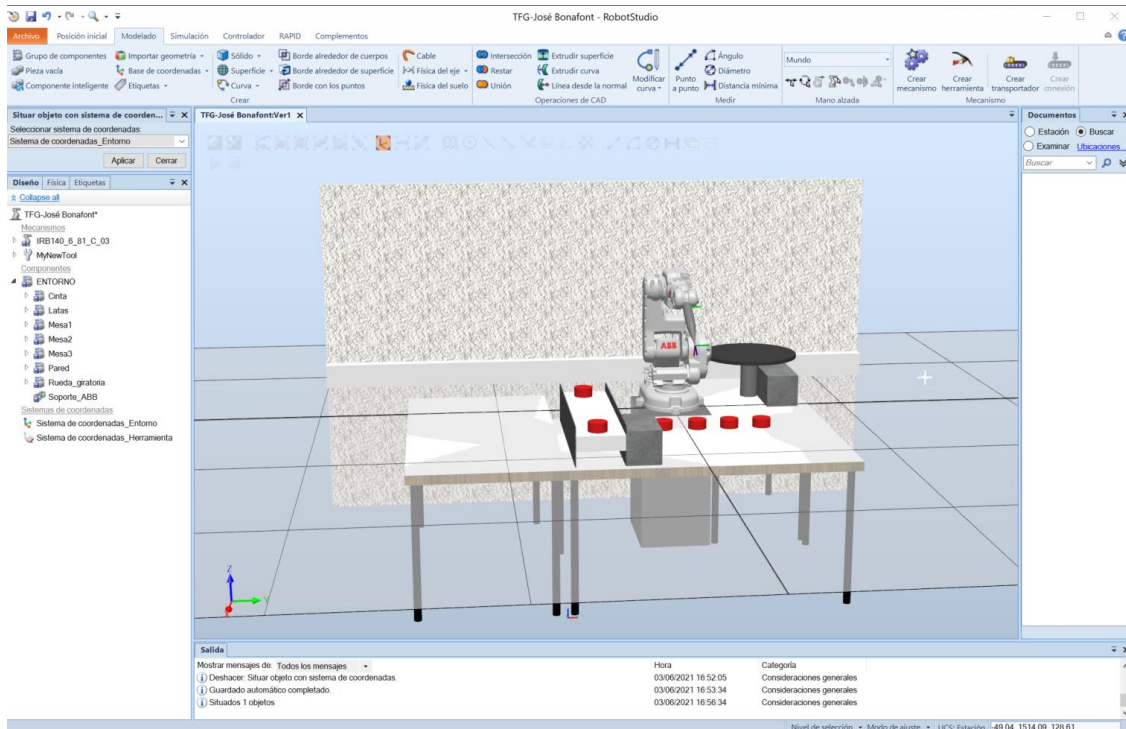 TFG-José Bonafont - RobotStudio
Archivo Posición inicial Modelado Simulación Controlador RAPID Complementos
Grupo de componentes Importar geometría Sólido Borde alrededor de cuerpos Cable Intersección Extrudir superficie Ángulo Mundo
Pieza vacía Base de coordenadas Superficie Borde alrededor de superficie Física del eje Restar Extrudir curva Diámetro
Componente inteligente Etiquetas Curva Borde con los puntos Física del suelo Unión Línea desde la normal Modificar curva Punto a punto Distancia mínima Crear mecanismo Crear herramienta Crear transportador Crear conexión
Crear Operaciones de CAD Medir Mano alzada Mecanismo
Situar objeto con sistema de coorden...
TFG-José Bonafont:Ver1
Documentos
Seleccionar sistema de coordenadas:
Sistema de coordenadas_Entorno
Aplicar Cerrar
Estación Buscar
Examinar Ubicaciones...
Buscar
Diseño Física Etiquetas
Collapse all
TFG-José Bonafont*
Mecanismos
IRB140_6_81_C_03
MyNewTool
Componentes
ENTORNO
Cinta
Latas
Mesa1
Mesa2
Mesa3
Pared
Rueda_giratoria
Soporte_ABB
Sistemas de coordenadas
Sistema de coordenadas_Entorno
Sistema de coordenadas_Herramienta
ABB
Z
Y
Salida
Mostrar mensajes de: Todos los mensajes Hora Categoría
Deshacer: Situar objeto con sistema de coordenadas. 03/06/2021 16:52:05 Consideraciones generales
Guardado automático completado. 03/06/2021 16:53:34 Consideraciones generales
Situados 1 objetos 03/06/2021 16:56:34 Consideraciones generales
Nivel de selección Modo de ajuste UCS: Estación -49.04, 1514.09, 128.61